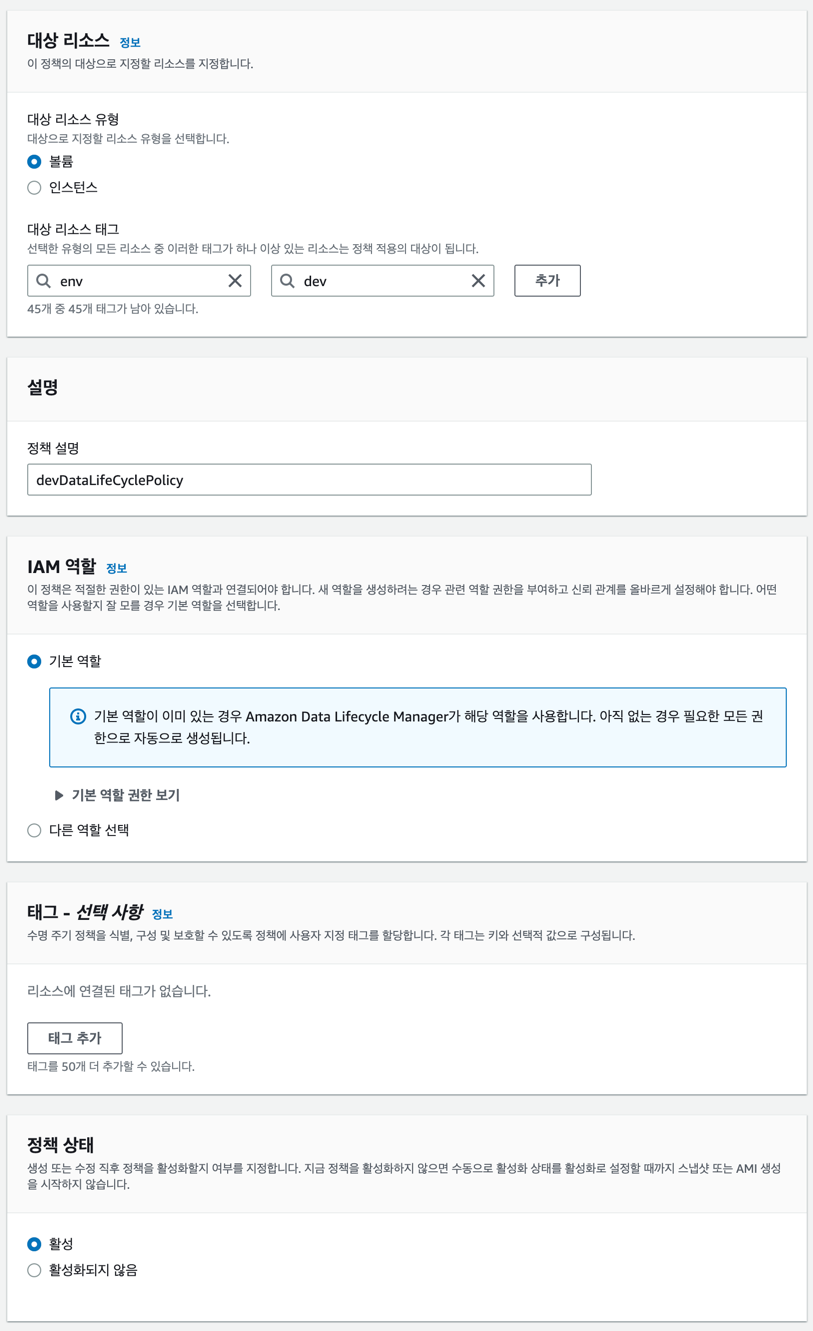 대상 리소스 정보
이 정책의 대상으로 지정할 리소스를 지정합니다.
대상 리소스 유형
대상으로 지정할 리소스 유형을 선택합니다.
볼륨
인스턴스
대상 리소스 태그
선택한 유형의 모든 리소스 중 이러한 태그가 하나 이상 있는 리소스는 정책 적용의 대상이 됩니다.
env dev 추가
45개 중 45개 태그가 남아 있습니다.
설명
정책 설명
devDataLifeCyclePolicy
IAM 역할 정보
이 정책은 적절한 권한이 있는 IAM 역할과 연결되어야 합니다. 새 역할을 생성하려는 경우 관련 역할 권한을 부여하고 신뢰 관계를 올바르게 설정해야 합니다. 어떤
역할을 사용할지 잘 모를 경우 기본 역할을 선택합니다.
기본 역할
기본 역할이 이미 있는 경우 Amazon Data Lifecycle Manager가 해당 역할을 사용합니다. 아직 없는 경우 필요한 모든 권
한으로 자동으로 생성됩니다.
기본 역할 권한 보기
다른 역할 선택
태그 - 선택 사항 정보
수명 주기 정책을 식별, 구성 및 보호할 수 있도록 정책에 사용자 지정 태그를 할당합니다. 각 태그는 키와 선택적 값으로 구성됩니다.
리소스에 연결된 태그가 없습니다.
태그 추가
태그를 50개 더 추가할 수 있습니다.
정책 상태
생성 또는 수정 직후 정책을 활성화할지 여부를 지정합니다. 지금 정책을 활성화하지 않으면 수동으로 활성화 상태를 활성화로 설정할 때까지 스냅샷 또는 AMI 생성
을 시작하지 않습니다.
활성
활성화되지 않음